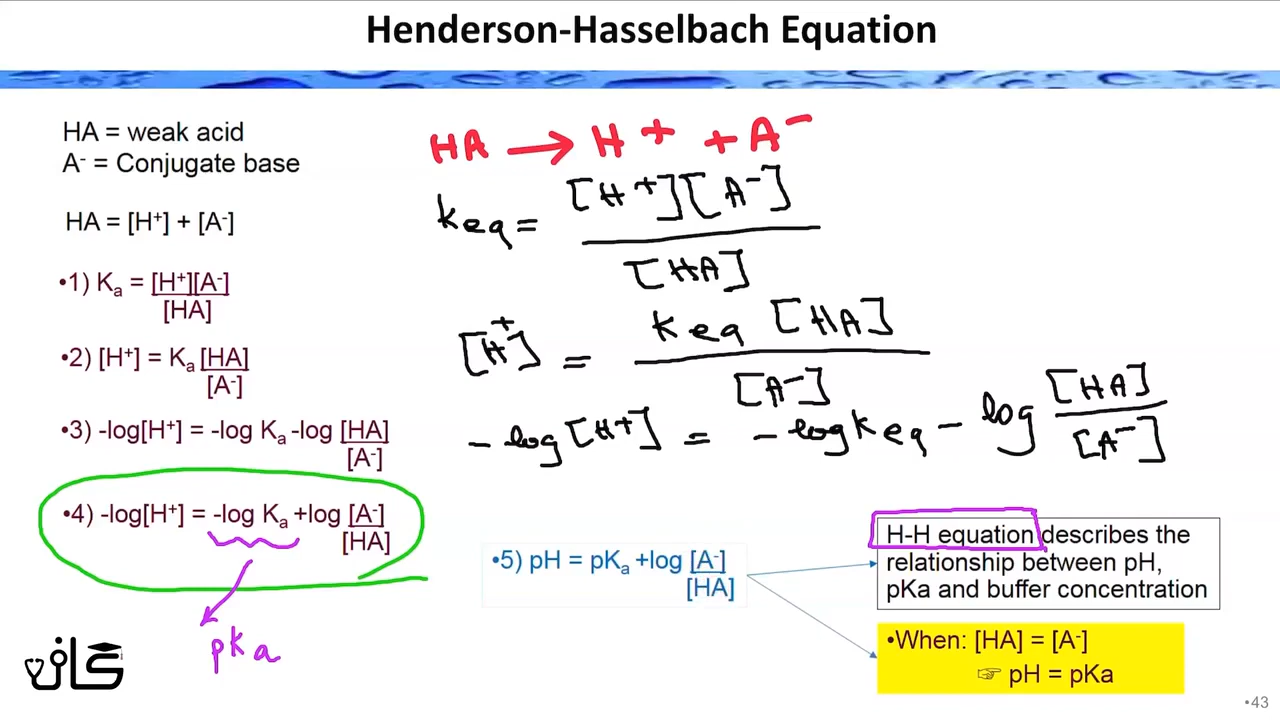 Henderson-Hasselbach Equation
HA = weak acid
A- = Conjugate base
HA = [H+] + [A-]
•1) Ka = [H+][A-]
[HA]
•2) [H+] = Ka [HA]
[A-]
•3) -log[H+] = -log Ka -log [HA]
[A-]
•4) -log[H+] = -log Ka +log [A-]
[HA]
pKa
HA → H+ + A-
keq = [H+][A-]
[HA]
[H+] = keq [HA]
[A-]
- log [H+] = - log keq - log [HA]
[A-]
•5) pH = pKa +log [A-]
[HA]
H-H equation describes the
relationship between pH,
pKa and buffer concentration
•When: [HA] = [A-]
☞ pH = pKa
•43